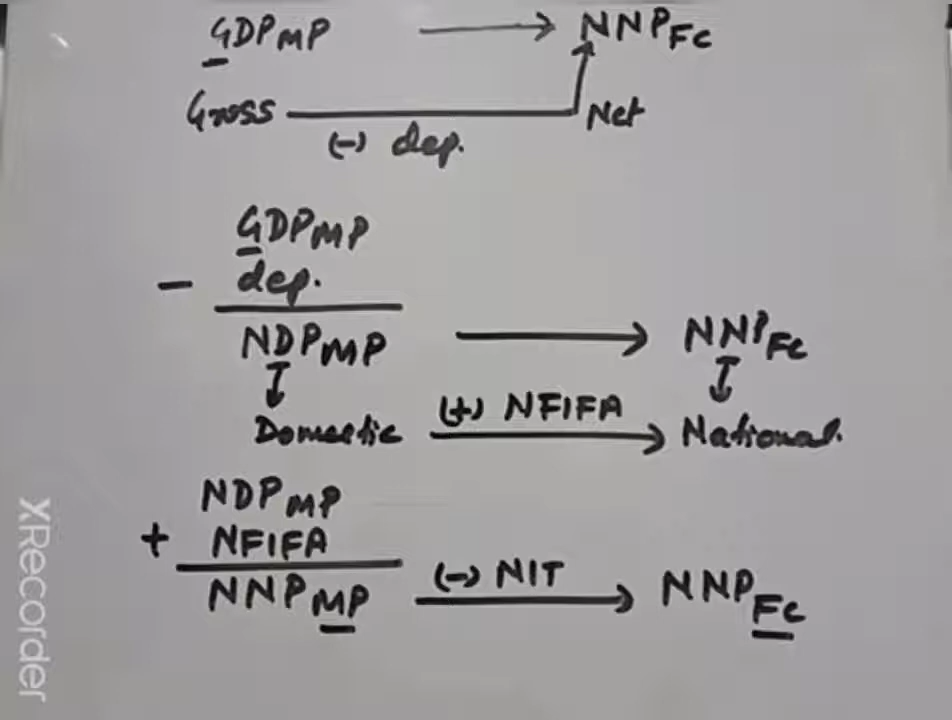 GDPMP → NNPFC
Gross (-) dep. Net
GDPMP
- dep.
NDPMP → NNPFC
Domestic (+) NFIFA → National.
NDPMP
+ NFIFA
NNPMP (-) NIT → NNPFC
XRecorder